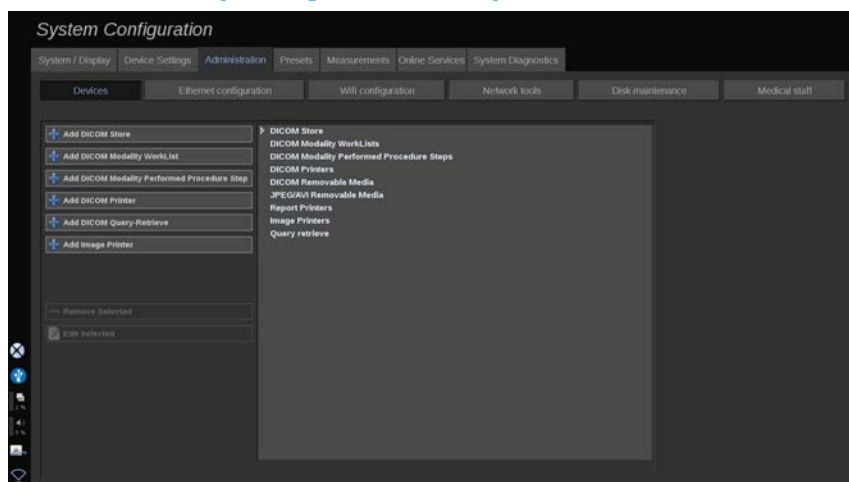 System Configuration
System / Display Device Settings Administration Presets Measurements Online Services System Diagnostics
Devices Ethernet configuration Wifi configuration Network tools Disk maintenance Medical staff
Add DICOM Store
Add DICOM Modality WorkList
Add DICOM Modality Performed Procedure Step
Add DICOM Printer
Add DICOM Query-Retrieve
Add Image Printer
Remove Selected
Edit Selected
DICOM Store
DICOM Modality WorkLists
DICOM Modality Performed Procedure Steps
DICOM Printers
DICOM Removable Media
JPEG/AVI Removable Media
Report Printers
Image Printers
Query retrieve